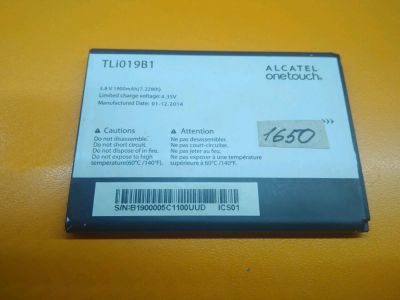 TLi019B1
3.8 V 1900mAh(7.22Wh)
Limited charge voltage: 4.35V
Manufactured Date: 01-12-2014
ALCATEL
onetouch
Cautions
Do not disassemble.
Do not short circuit.
Do not dispose of in fire.
Do not expose to high
temperature(60℃/140℉).
Attention
Ne pas desassembler.
Ne pas court-circuiter.
Ne pas jeter au feu.
Ne pas exposer à temperature
supérieure à 60℃/140℉.
1650
S/N:B1900005C1100UUD ICS01